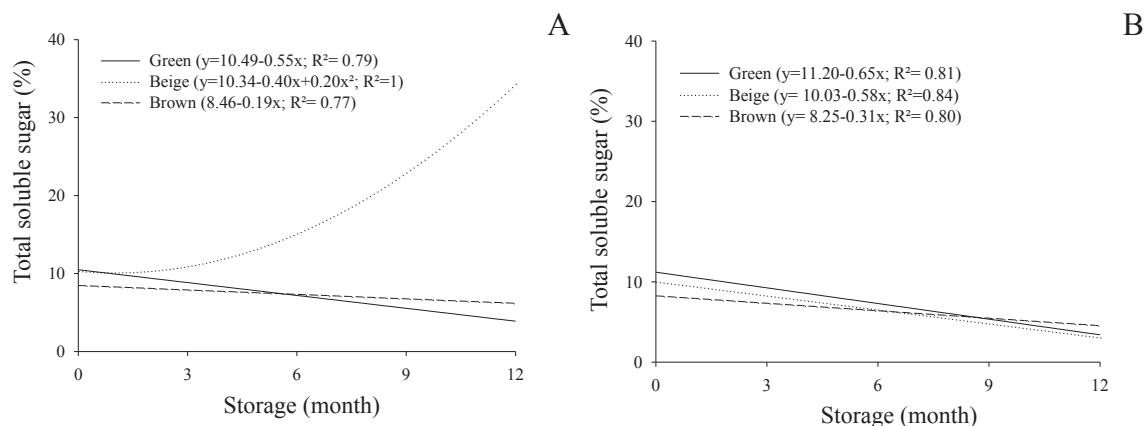 A
Total soluble sugar (%)
40
30
20
10
0
Green (y=10.49-0.55x; R²= 0.79)
Beige (y=10.34-0.40x+0.20x²; R²=1)
Brown (8.46-0.19x; R²= 0.77)
0 3 6 9 12
Storage (month)
B
Total soluble sugar (%)
40
30
20
10
0
Green (y=11.20-0.65x; R²= 0.81)
Beige (y= 10.03-0.58x; R²=0.84)
Brown (y= 8.25-0.31x; R²= 0.80)
0 3 6 9 12
Storage (month)